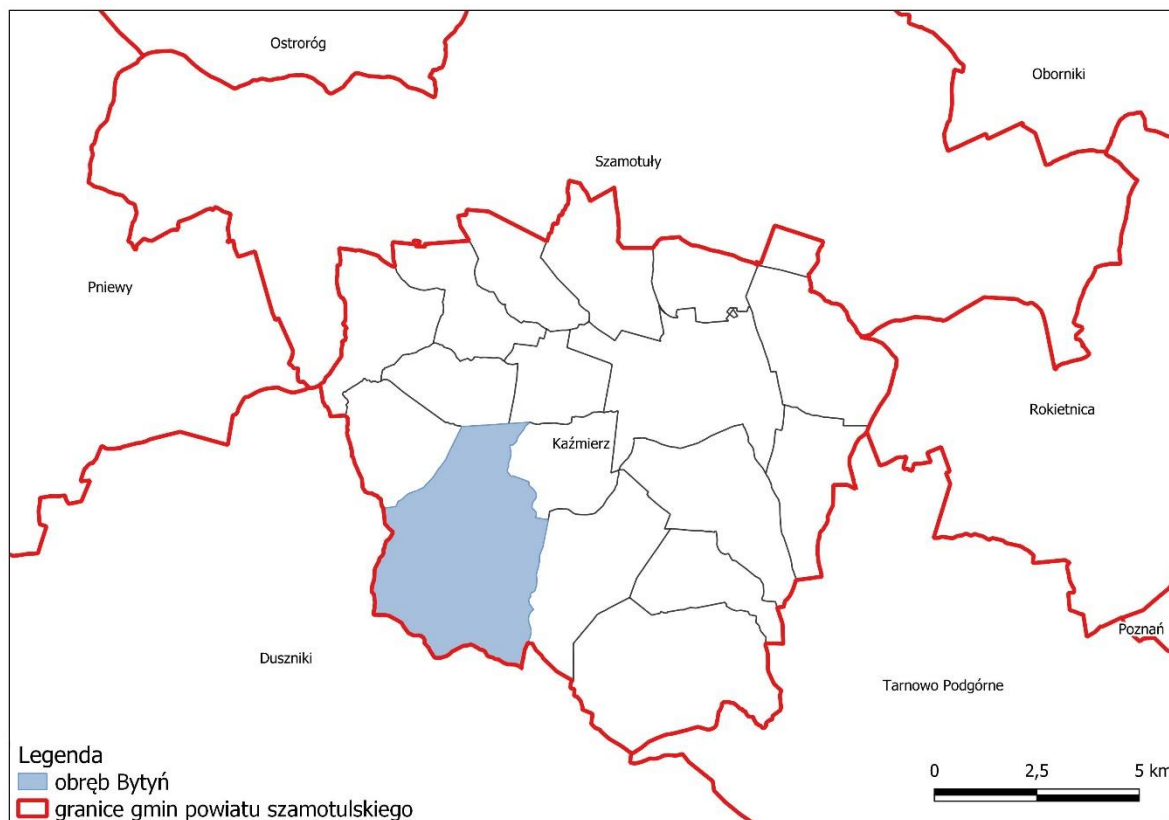 Ostroróg
Oborniki
Szamotuły
Pniewy
Rokietnica
Kaźmierz
Poznań
Duszniki
Tarnowo Podgórne
Legenda
obręb Bytyń
granice gmin powiatu szamotulskiego
0 2,5 5 km